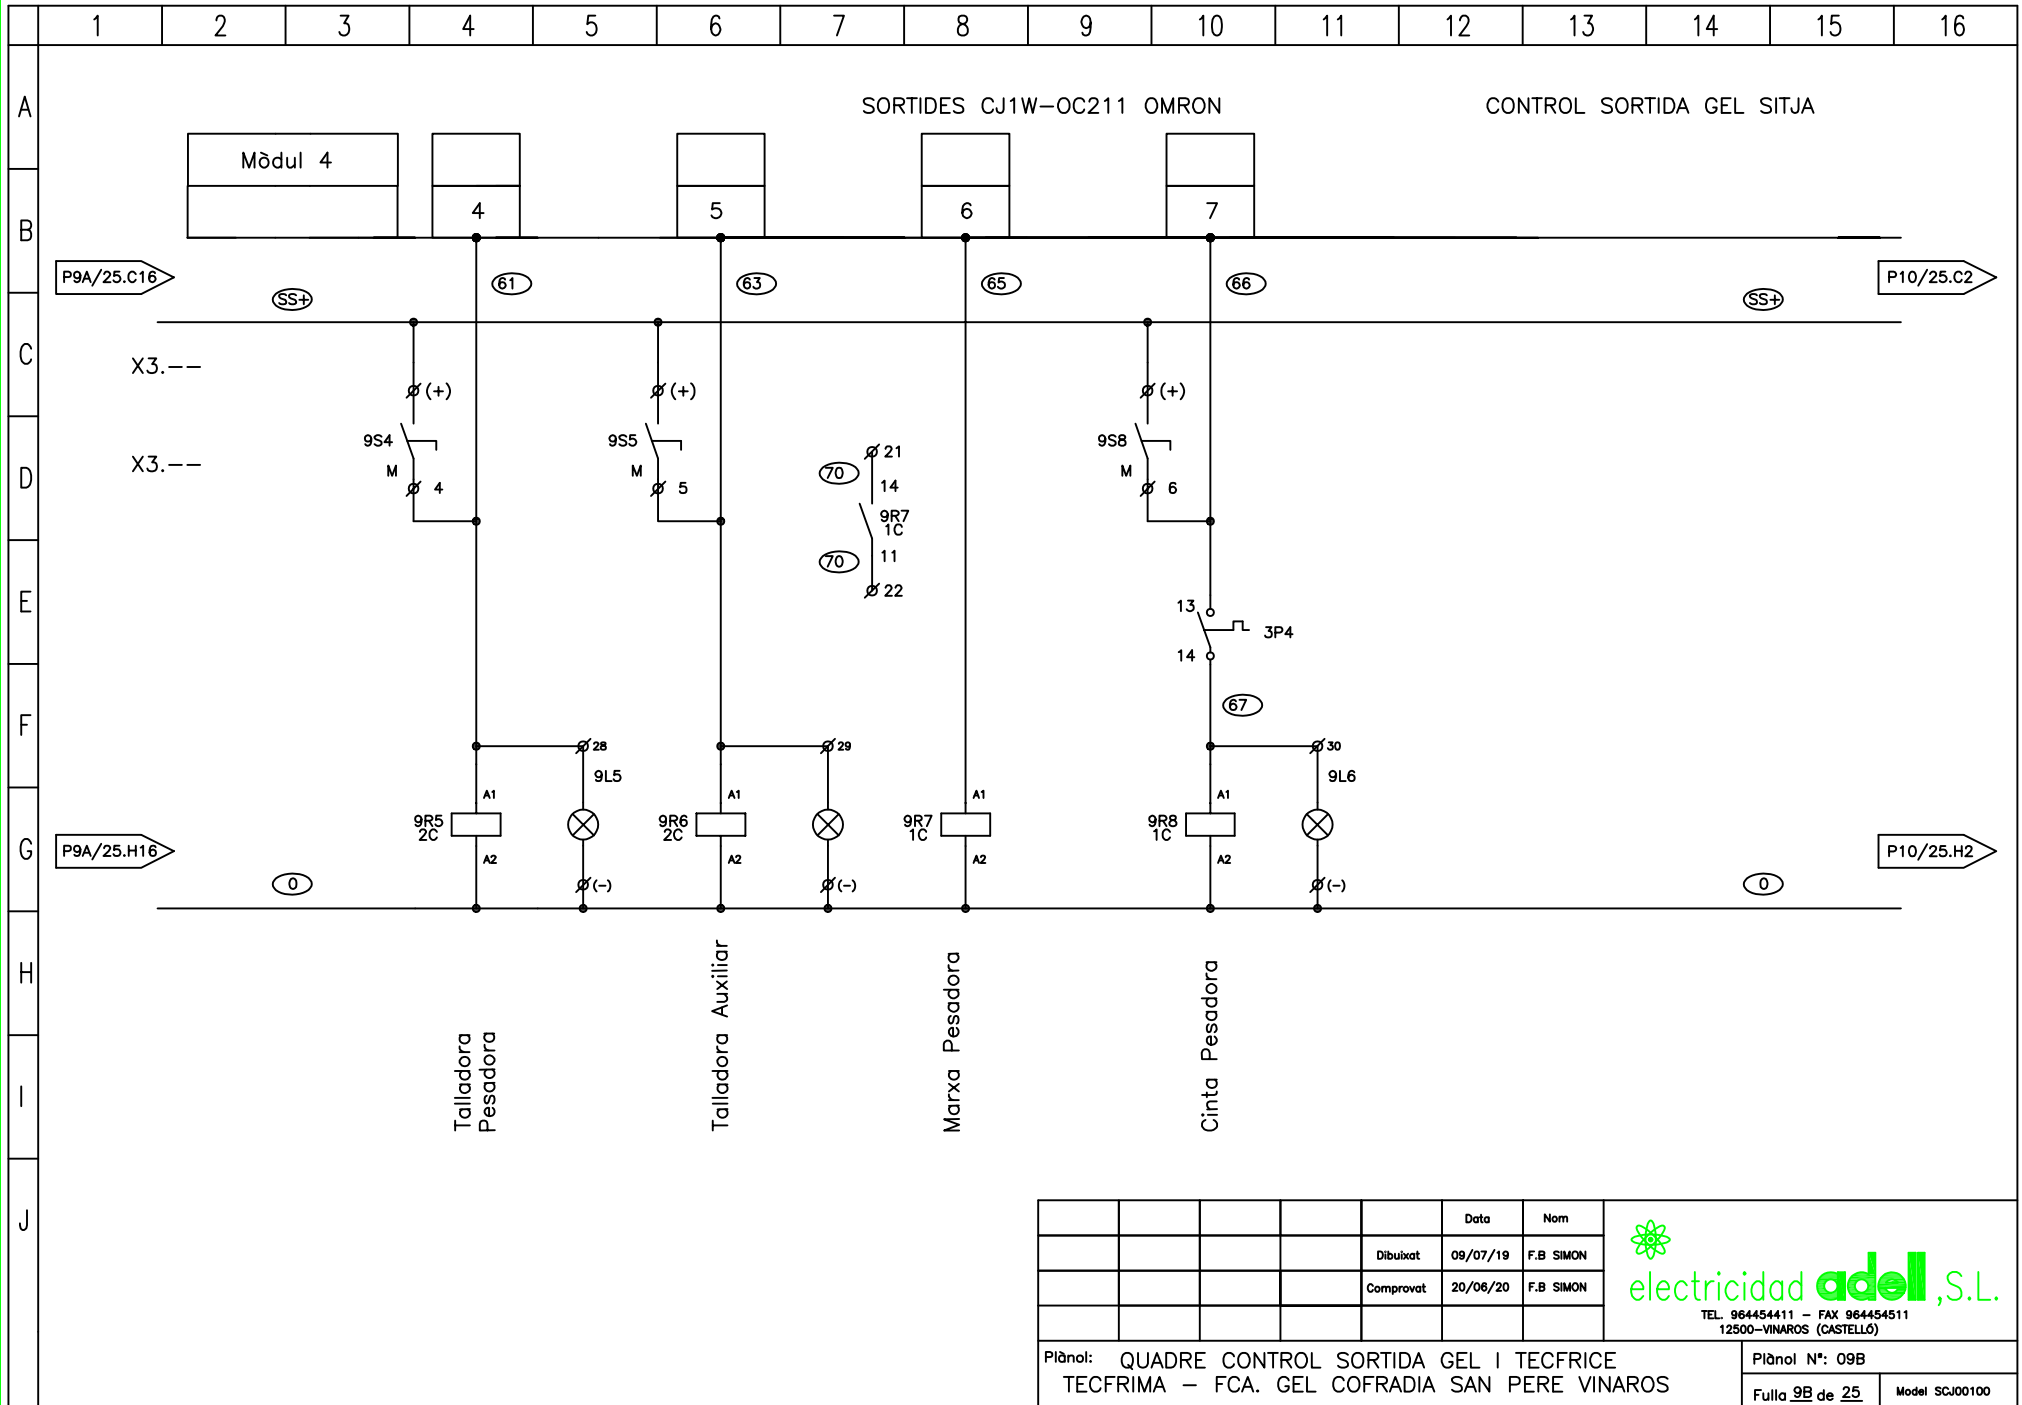 1 2 3 4 5 6 7 8 9 10 11 12 13 14 15 16
A
SORTIDES CJ1W-OC211 OMRON
CONTROL SORTIDA GEL SITJA
Mòdul 4
B
4 5 6 7
P9A/25.C16
61 63 65 66
P10/25.C2
SS+ SS+
C
X3.--
(+) (+) (+)
9S4 9S5 9S8
X3.--
M M M
D
4 5 6
21
70
14
9R7
1C
70
11
22
E
13
3P4
14
67
F
28 29 30
9L5 9L6
A1 A1 A1 A1
9R5 9R6 9R7 9R8
2C 2C 1C 1C
G
P9A/25.H16
P10/25.H2
A2 A2 A2 A2
0 (-) (-) (-) 0
H
Talladora
Pesadora
Talladora Auxiliar
Marxa Pesadora
Cinta Pesadora
I
J
Data Nom
Dibuixat 09/07/19 F.B SIMON
Comprovat 20/06/20 F.B SIMON
electricidad adell ,S.L.
TEL. 964454411 - FAX 964454511
12500-VINAROS (CASTELLÓ)
Plànol: QUADRE CONTROL SORTIDA GEL I TECFRICE
TECFRIMA - FCA. GEL COFRADIA SAN PERE VINAROS
Plànol Nª: 09B
Fulla 9B de 25
Model SCJ00100